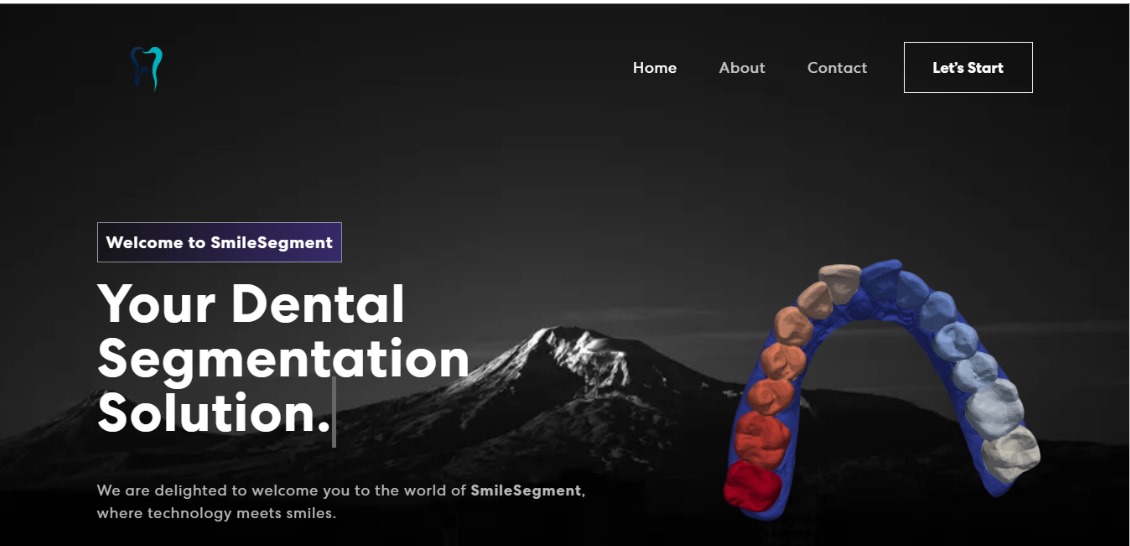 Home About Contact Let's Start
Welcome to SmileSegment
Your Dental
Segmentation
Solution.
We are delighted to welcome you to the world of SmileSegment,
where technology meets smiles.